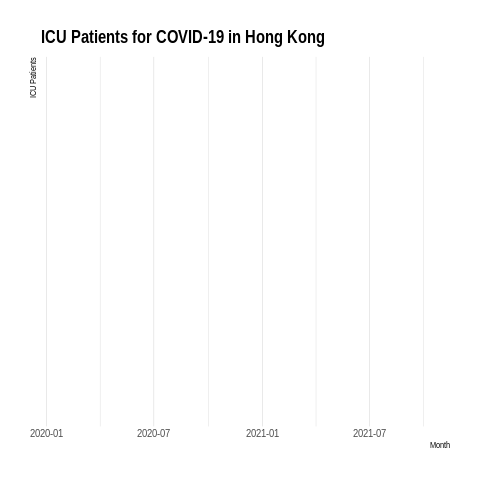 ICU Patients for COVID-19 in Hong Kong
ICU Patients
2020-01 2020-07 2021-01 2021-07
Month